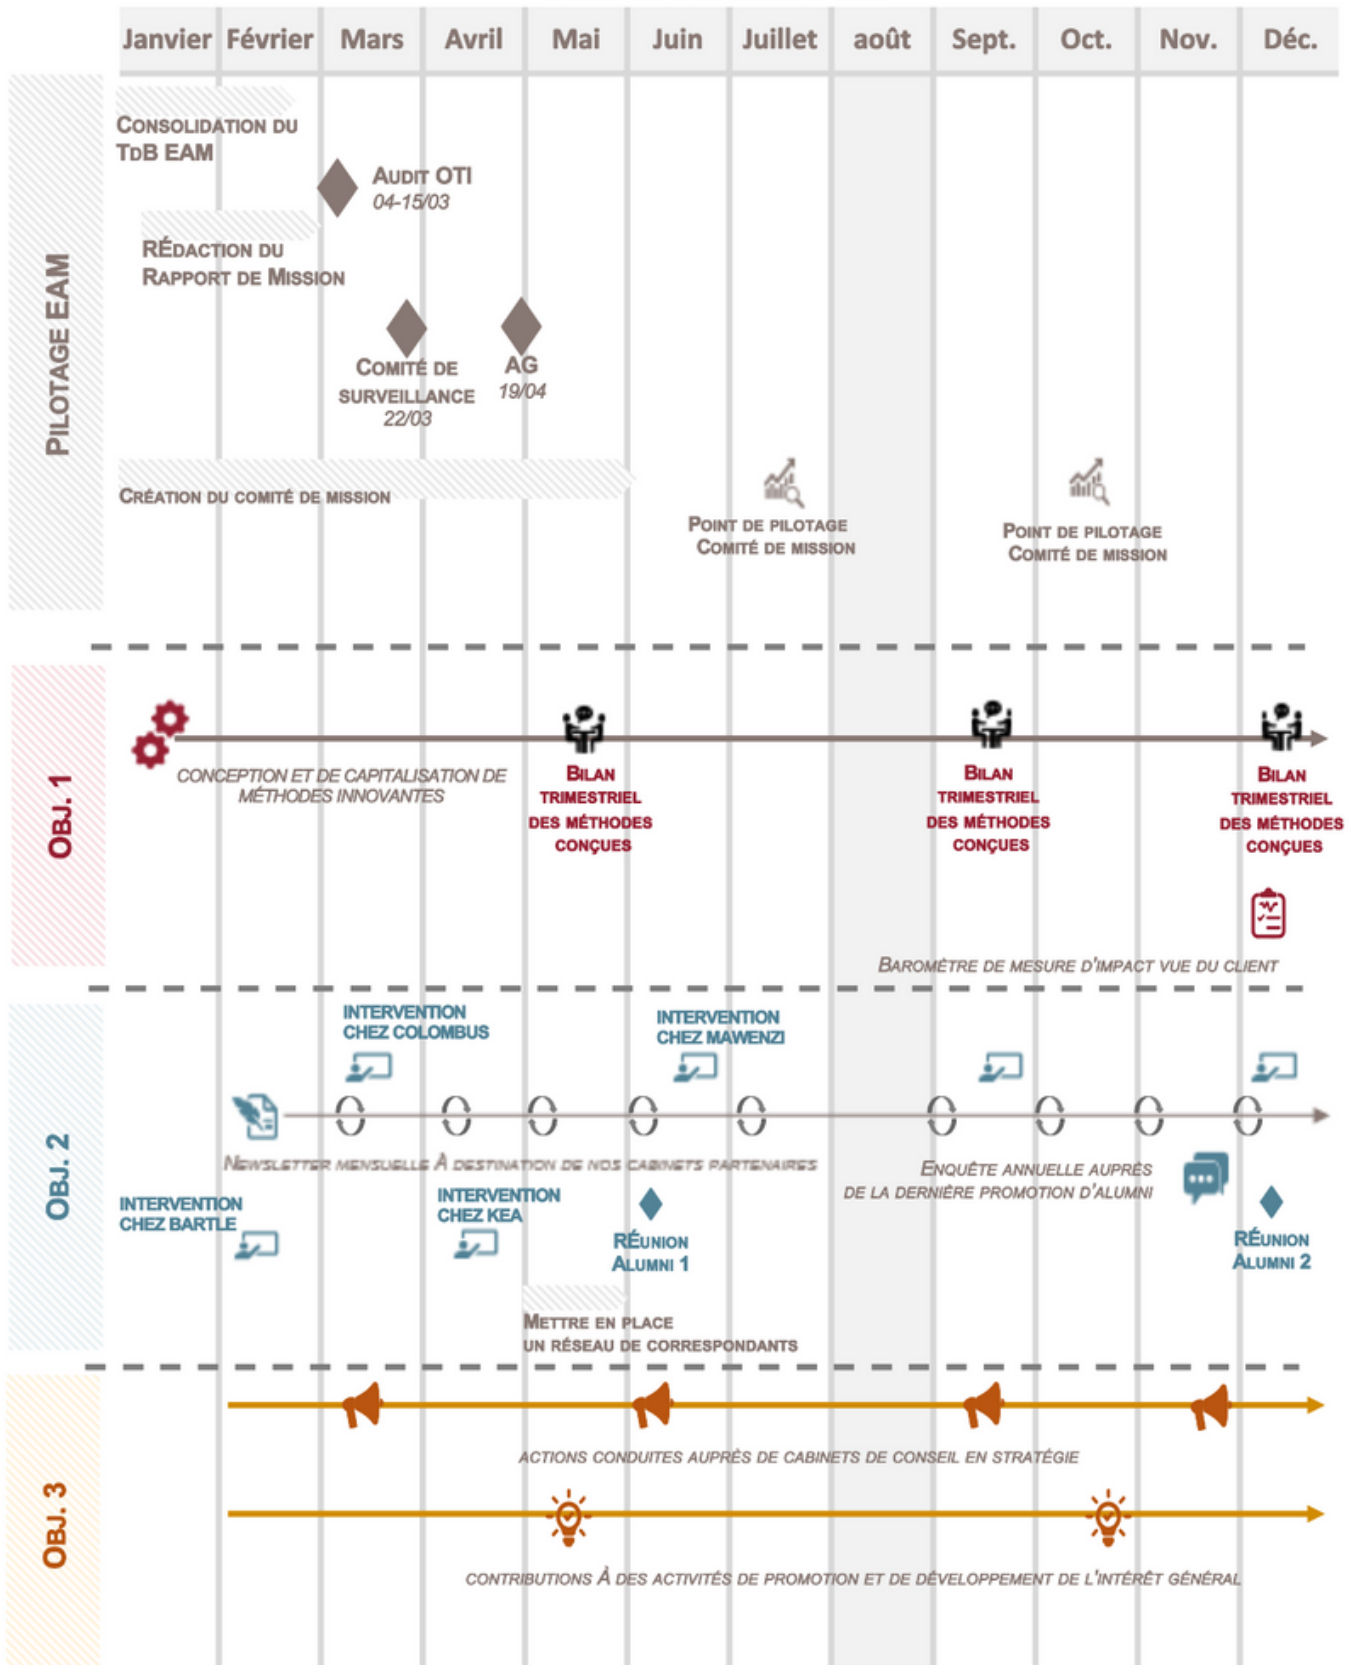 Janvier Février Mars Avril Mai Juin Juillet août Sept. Oct. Nov. Déc.
PILOTAGE EAM
CONSOLIDATION DU
TDB EAM
AUDIT OTI
04-15/03
RÉDACTION DU
RAPPORT DE MISSION
COMITÉ DE
SURVEILLANCE
22/03
AG
19/04
CRÉATION DU COMITÉ DE MISSION
POINT DE PILOTAGE
COMITÉ DE MISSION
POINT DE PILOTAGE
COMITÉ DE MISSION
OBJ. 1
CONCEPTION ET DE CAPITALISATION DE
MÉTHODES INNOVANTES
BILAN
TRIMESTRIEL
DES MÉTHODES
CONÇUES
BILAN
TRIMESTRIEL
DES MÉTHODES
CONÇUES
BILAN
TRIMESTRIEL
DES MÉTHODES
CONÇUES
BAROMÈTRE DE MESURE D'IMPACT VUE DU CLIENT
OBJ. 2
INTERVENTION
CHEZ COLOMBUS
INTERVENTION
CHEZ MAWENZI
NEWSLETTER MENSUELLE À DESTINATION DE NOS CABINETS PARTENAIRES
ENQUÊTE ANNUELLE AUPRÈS
DE LA DERNIÈRE PROMOTION D'ALUMNI
INTERVENTION
CHEZ BARTLE
INTERVENTION
CHEZ KEA
RÉUNION
ALUMNI 1
RÉUNION
ALUMNI 2
METTRE EN PLACE
UN RÉSEAU DE CORRESPONDANTS
OBJ. 3
ACTIONS CONDUITES AUPRÈS DE CABINETS DE CONSEIL EN STRATÉGIE
CONTRIBUTIONS À DES ACTIVITÉS DE PROMOTION ET DE DÉVELOPPEMENT DE L'INTÉRÊT GÉNÉRAL